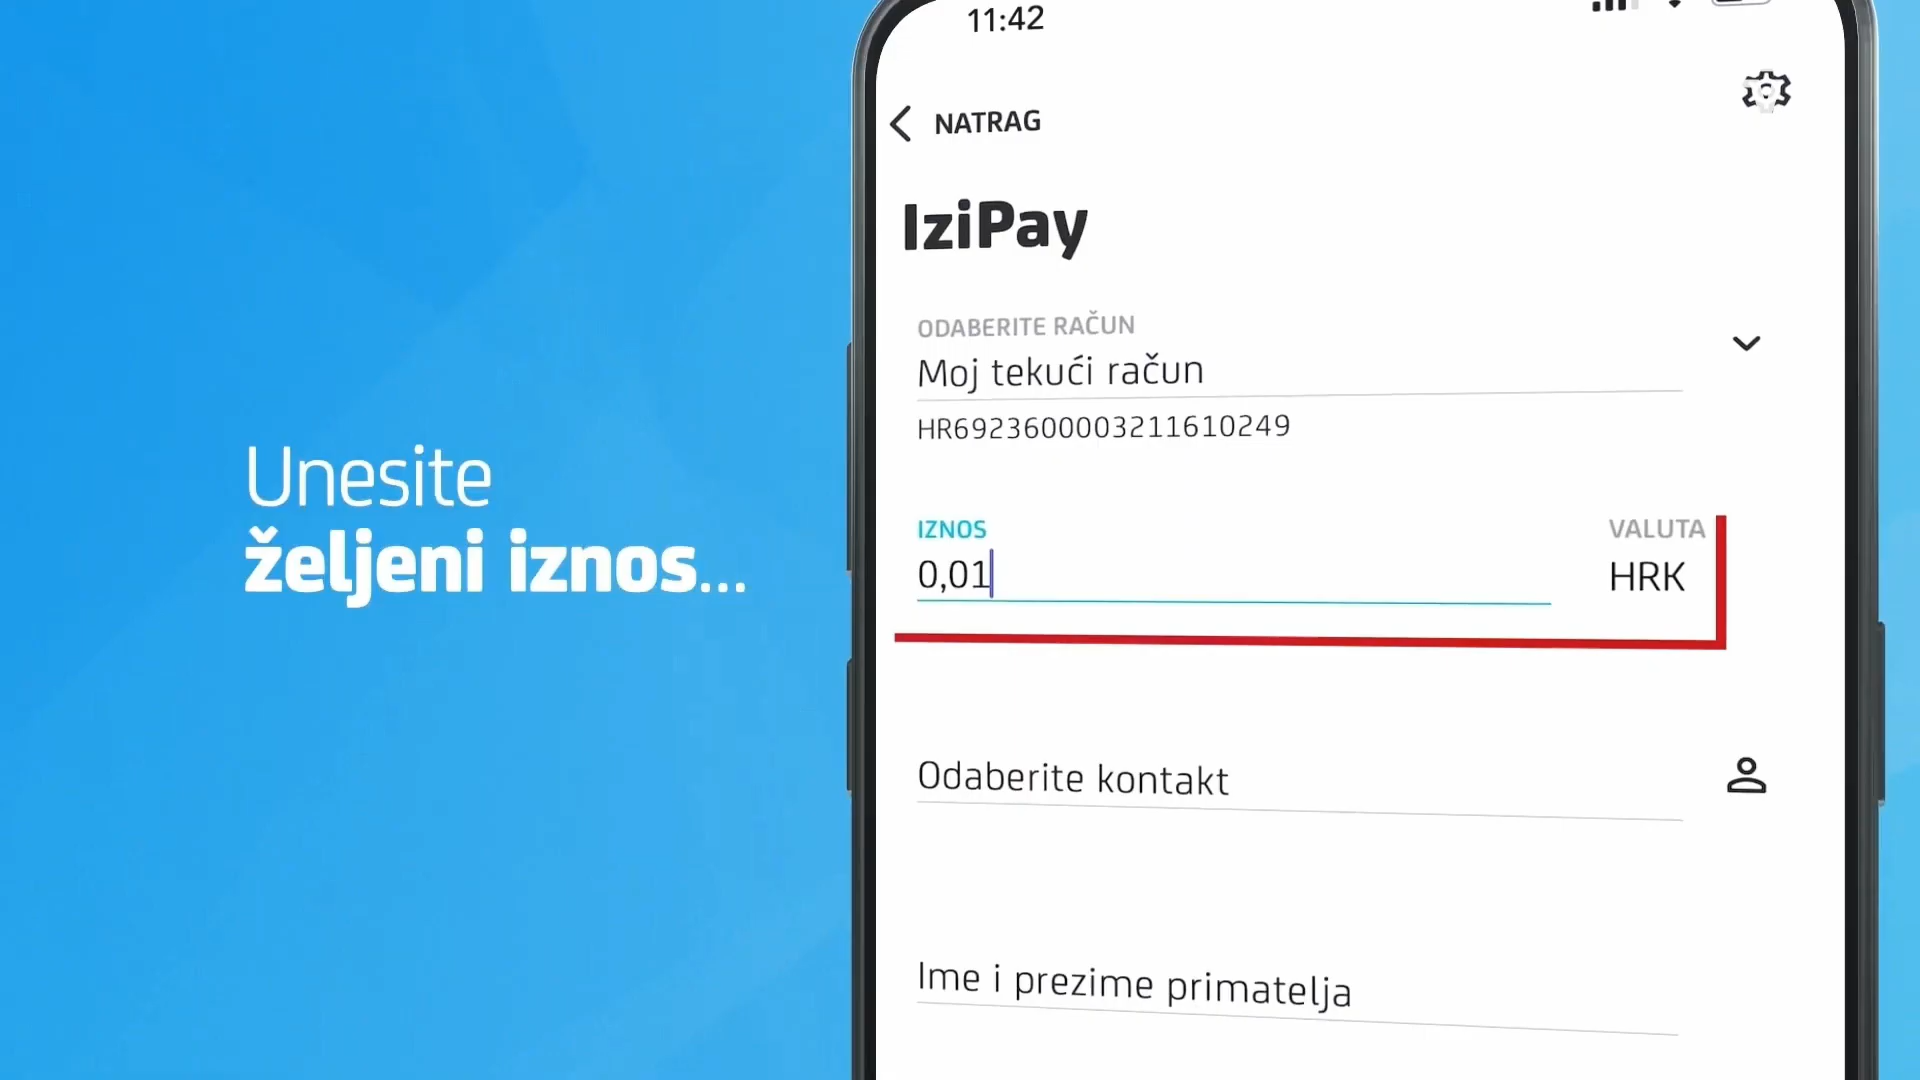 Unesite
željeni iznos...
11:42
NATRAG
IziPay
ODABERITE RAČUN
Moj tekući račun
HR6923600003211610249
IZNOS
0,01
VALUTA
HRK
Odaberite kontakt
Ime i prezime primatelja